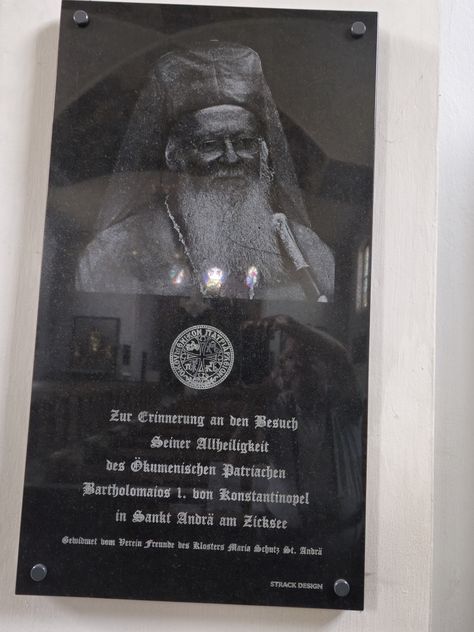 Zur Erinnerung an den Besuch
Seiner Allheiligkeit
des Ökumenischen Patriachen
Bartholomaios 1. von Konstantinopel
in Sankt Andrä am Zicksee
Gewidmet vom Verein Freunde des Klosters Maria Schutz St. Andrä
STRACK DESIGN